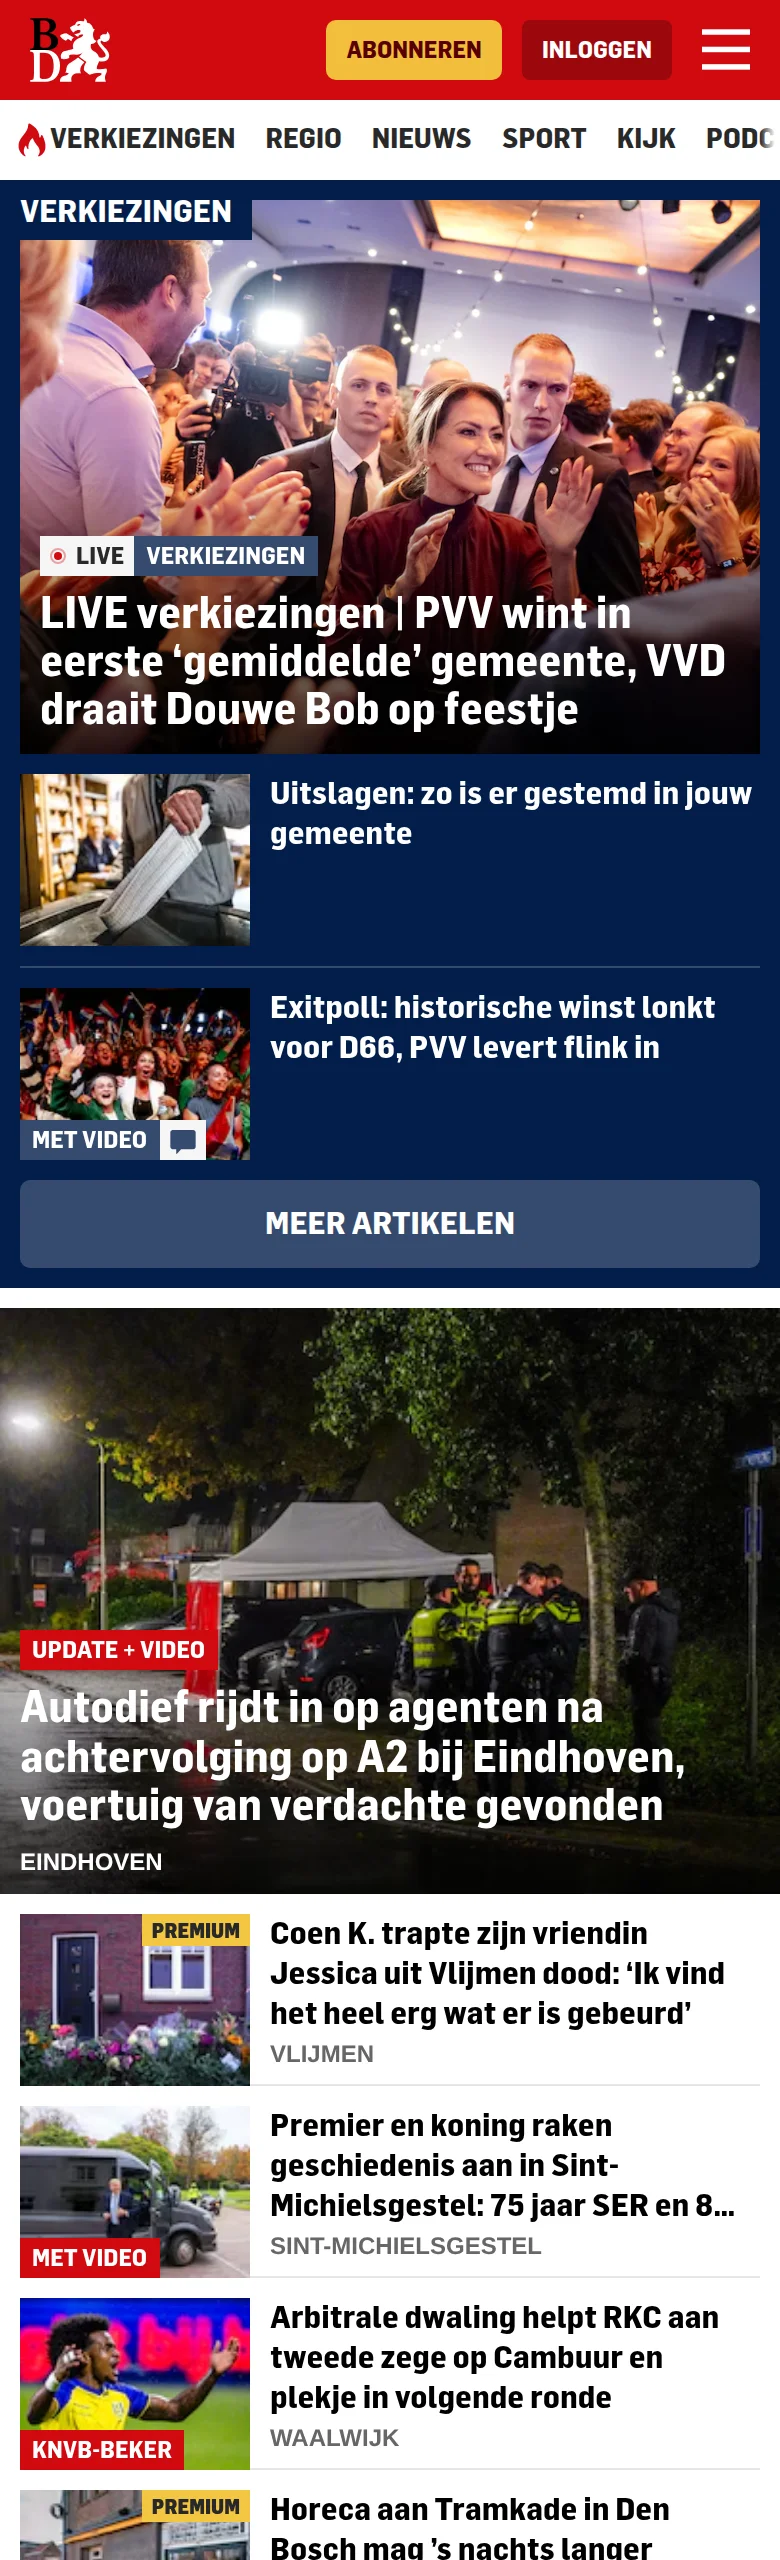 BD
ABONNEREN
INLOGGEN
VERKIEZINGEN
REGIO
NIEUWS
SPORT
KIJK
PODC
VERKIEZINGEN
LIVE
VERKIEZINGEN
LIVE verkiezingen | PVV wint in
eerste ‘gemiddelde’ gemeente, VVD
draait Douwe Bob op feestje
Uitslagen: zo is er gestemd in jouw
gemeente
Exitpoll: historische winst lonkt
voor D66, PVV levert flink in
MET VIDEO
MEER ARTIKELEN
UPDATE + VIDEO
Autodief rijdt in op agenten na
achtervolging op A2 bij Eindhoven,
voertuig van verdachte gevonden
EINDHOVEN
PREMIUM
Coen K. trapte zijn vriendin
Jessica uit Vlijmen dood: ‘Ik vind
het heel erg wat er is gebeurd’
VLIJMEN
Premier en koning raken
geschiedenis aan in Sint-
Michielsgestel: 75 jaar SER en 8...
MET VIDEO
SINT-MICHIELSGESTEL
Arbitrale dwaling helpt RKC aan
tweede zege op Cambuur en
plekje in volgende ronde
KNVB-BEKER
WAALWIJK
PREMIUM
Horeca aan Tramkade in Den
Bosch mag ’s nachts langer